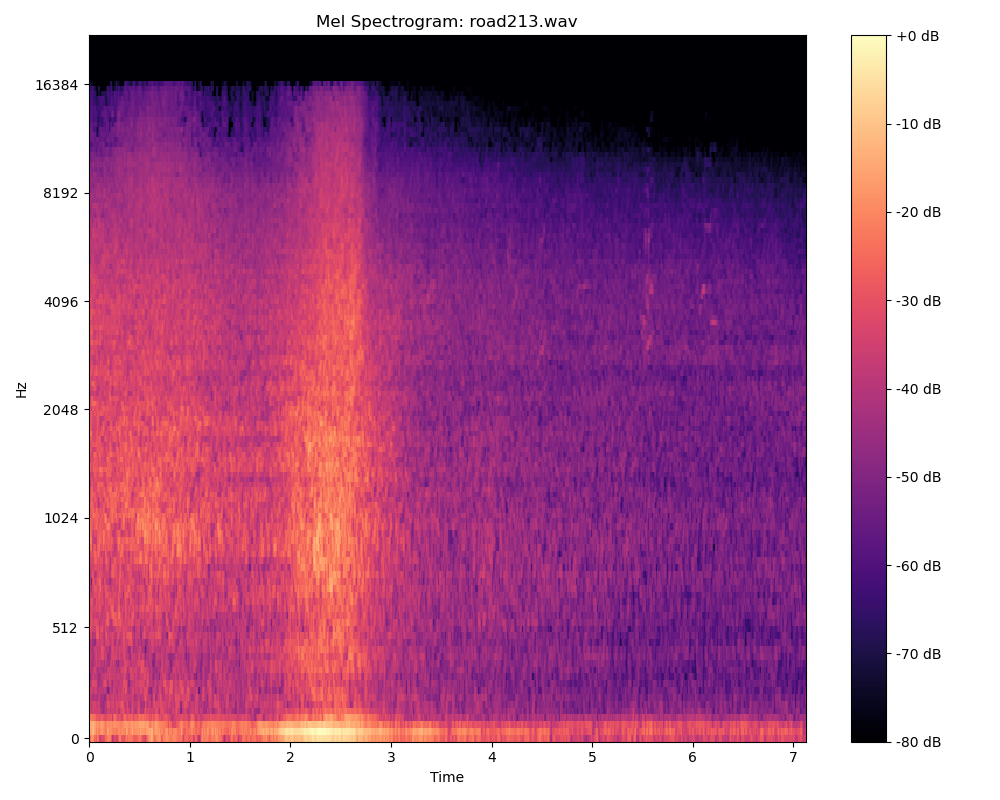 Mel Spectrogram: road213.wav
+0 dB
16384
-10 dB
8192
-20 dB
4096
-30 dB
Hz
2048
-40 dB
1024
-50 dB
512
-60 dB
0
-70 dB
-80 dB
0 1 2 3 4 5 6 7
Time